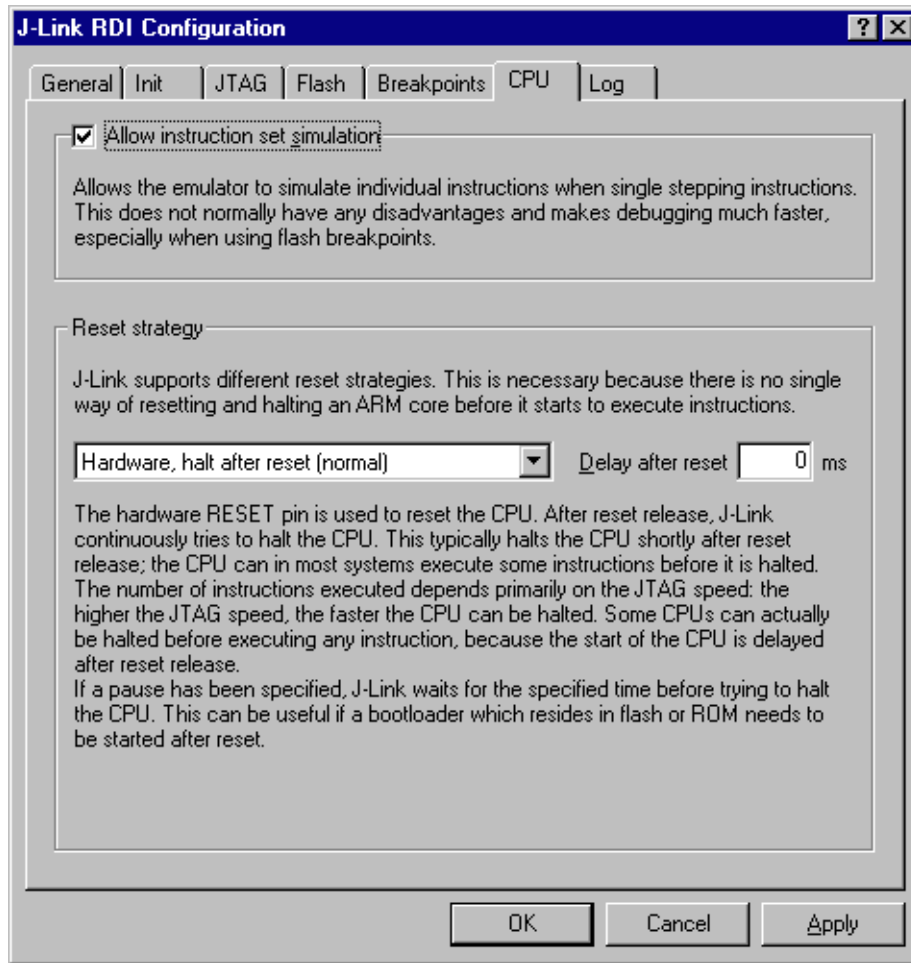 J-Link RDI Configuration
General Init JTAG Flash Breakpoints CPU Log
Allow instruction set simulation
Allows the emulator to simulate individual instructions when single stepping instructions.
This does not normally have any disadvantages and makes debugging much faster,
especially when using flash breakpoints.
Reset strategy
J-Link supports different reset strategies. This is necessary because there is no single
way of resetting and halting an ARM core before it starts to execute instructions.
Hardware, halt after reset (normal) Delay after reset 0 ms
The hardware RESET pin is used to reset the CPU. After reset release, J-Link
continuously tries to halt the CPU. This typically halts the CPU shortly after reset
release; the CPU can in most systems execute some instructions before it is halted.
The number of instructions executed depends primarily on the JTAG speed: the
higher the JTAG speed, the faster the CPU can be halted. Some CPUs can actually
be halted before executing any instruction, because the start of the CPU is delayed
after reset release.
If a pause has been specified, J-Link waits for the specified time before trying to halt
the CPU. This can be useful if a bootloader which resides in flash or ROM needs to
be started after reset.
OK Cancel Apply